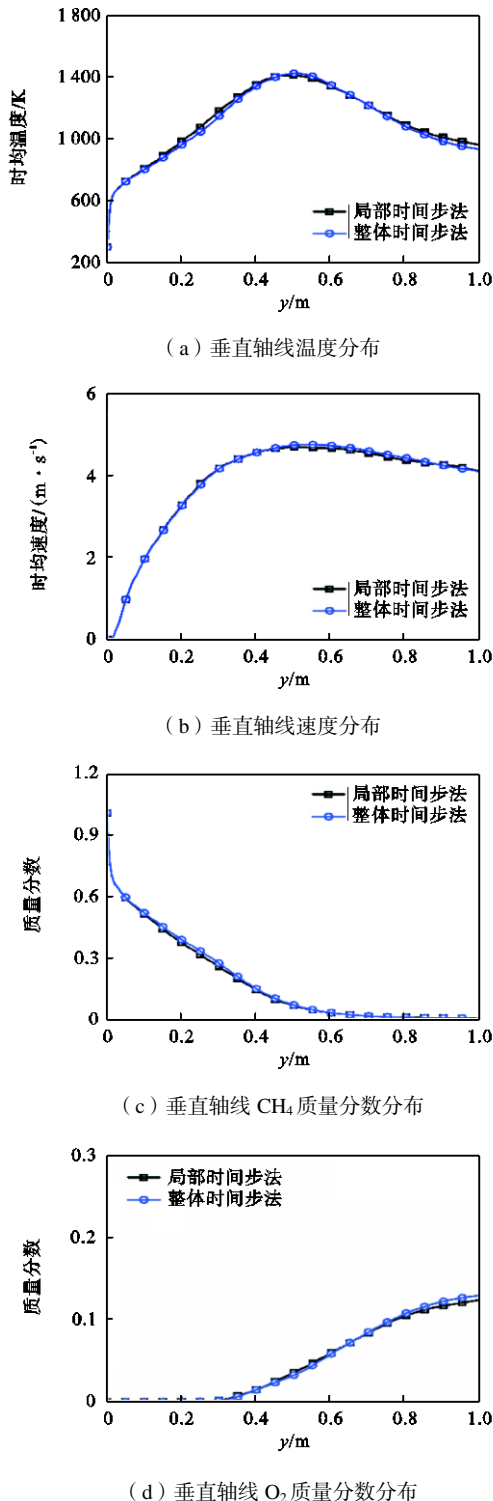 1 800
1 400
1 000
600
200
时均温度/K
局部时间步法
整体时间步法
0 0.2 0.4 0.6 0.8 1.0
y/m
(a)垂直轴线温度分布
6
4
2
0
时均速度/(m·s⁻¹)
局部时间步法
整体时间步法
0 0.2 0.4 0.6 0.8 1.0
y/m
(b)垂直轴线速度分布
1.2
0.9
0.6
0.3
0
质量分数
局部时间步法
整体时间步法
0 0.2 0.4 0.6 0.8 1.0
y/m
(c)垂直轴线 CH₄ 质量分数分布
0.3
0.2
0.1
0
质量分数
局部时间步法
整体时间步法
0 0.2 0.4 0.6 0.8 1.0
y/m
(d)垂直轴线 O₂ 质量分数分布